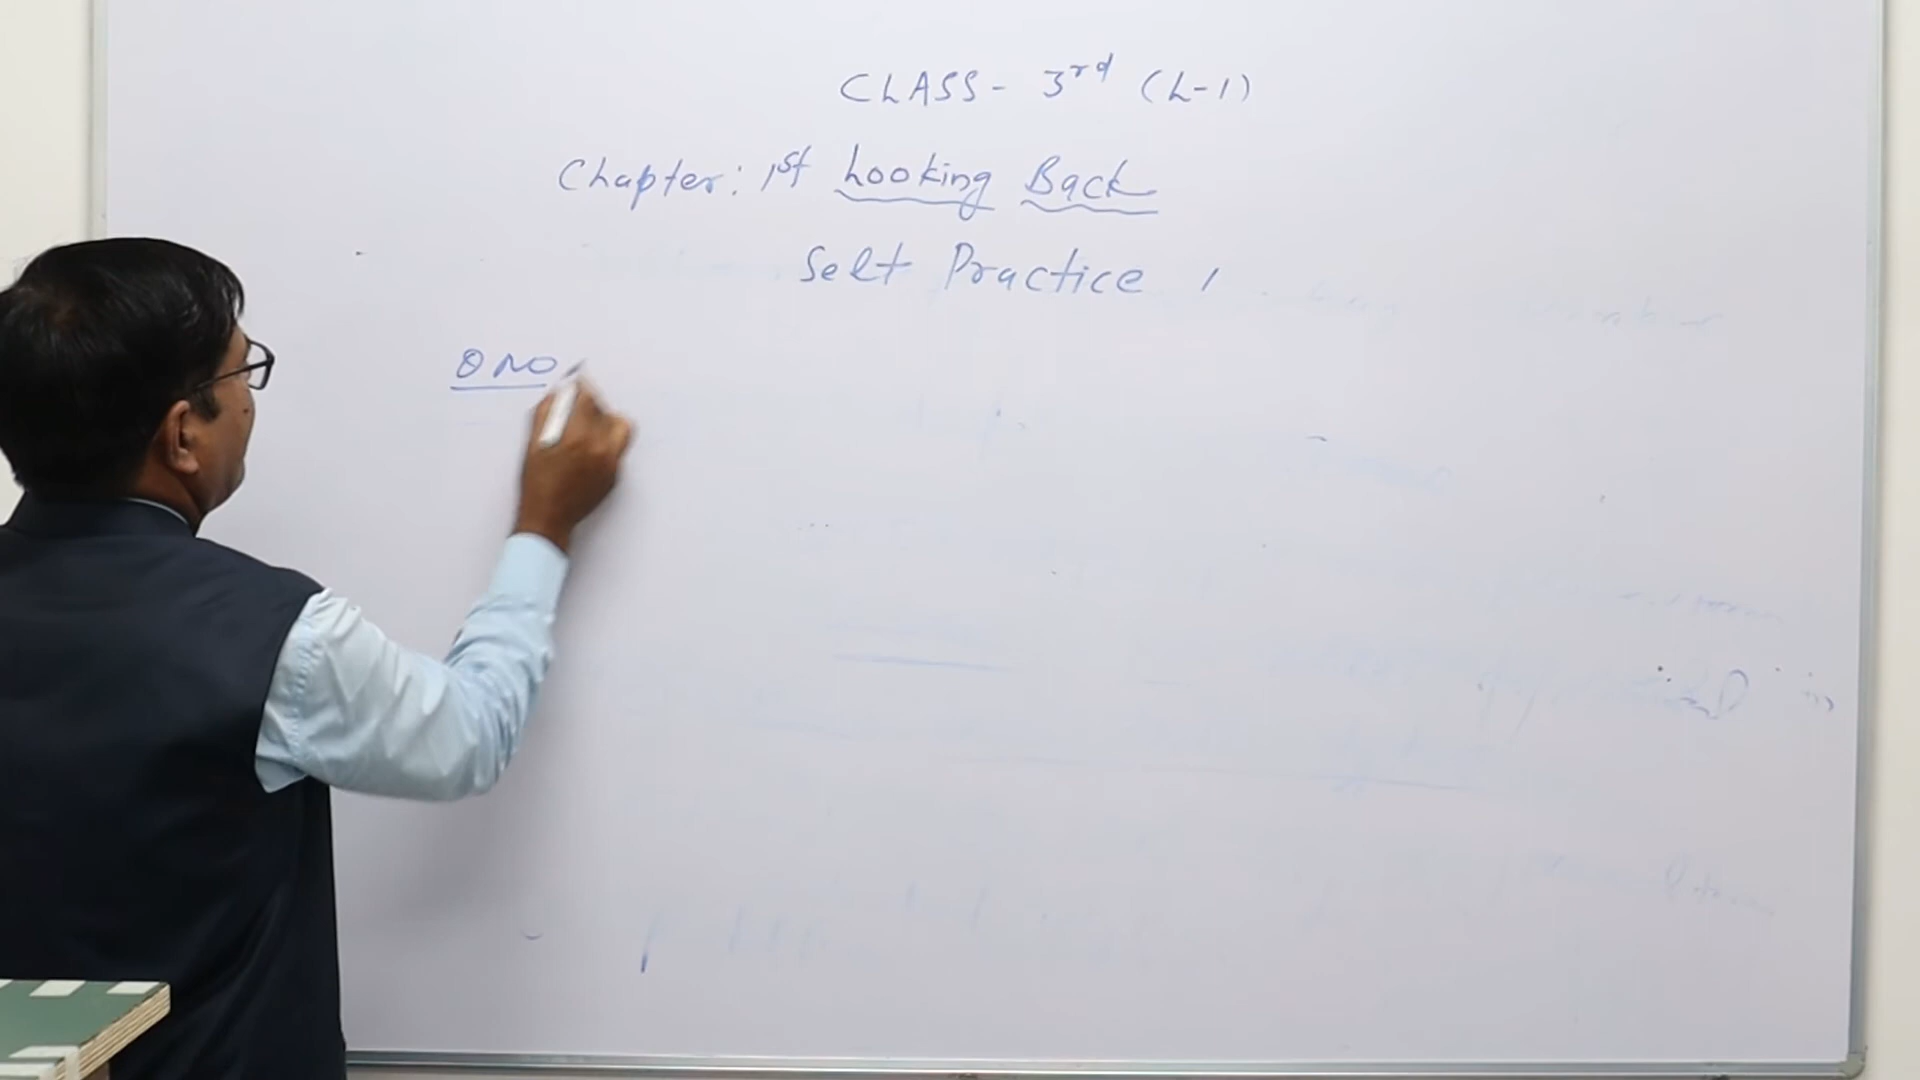 CLASS - 3rd (L-1)
Chapter: 1st Looking Back
Self Practice 1
Q NO